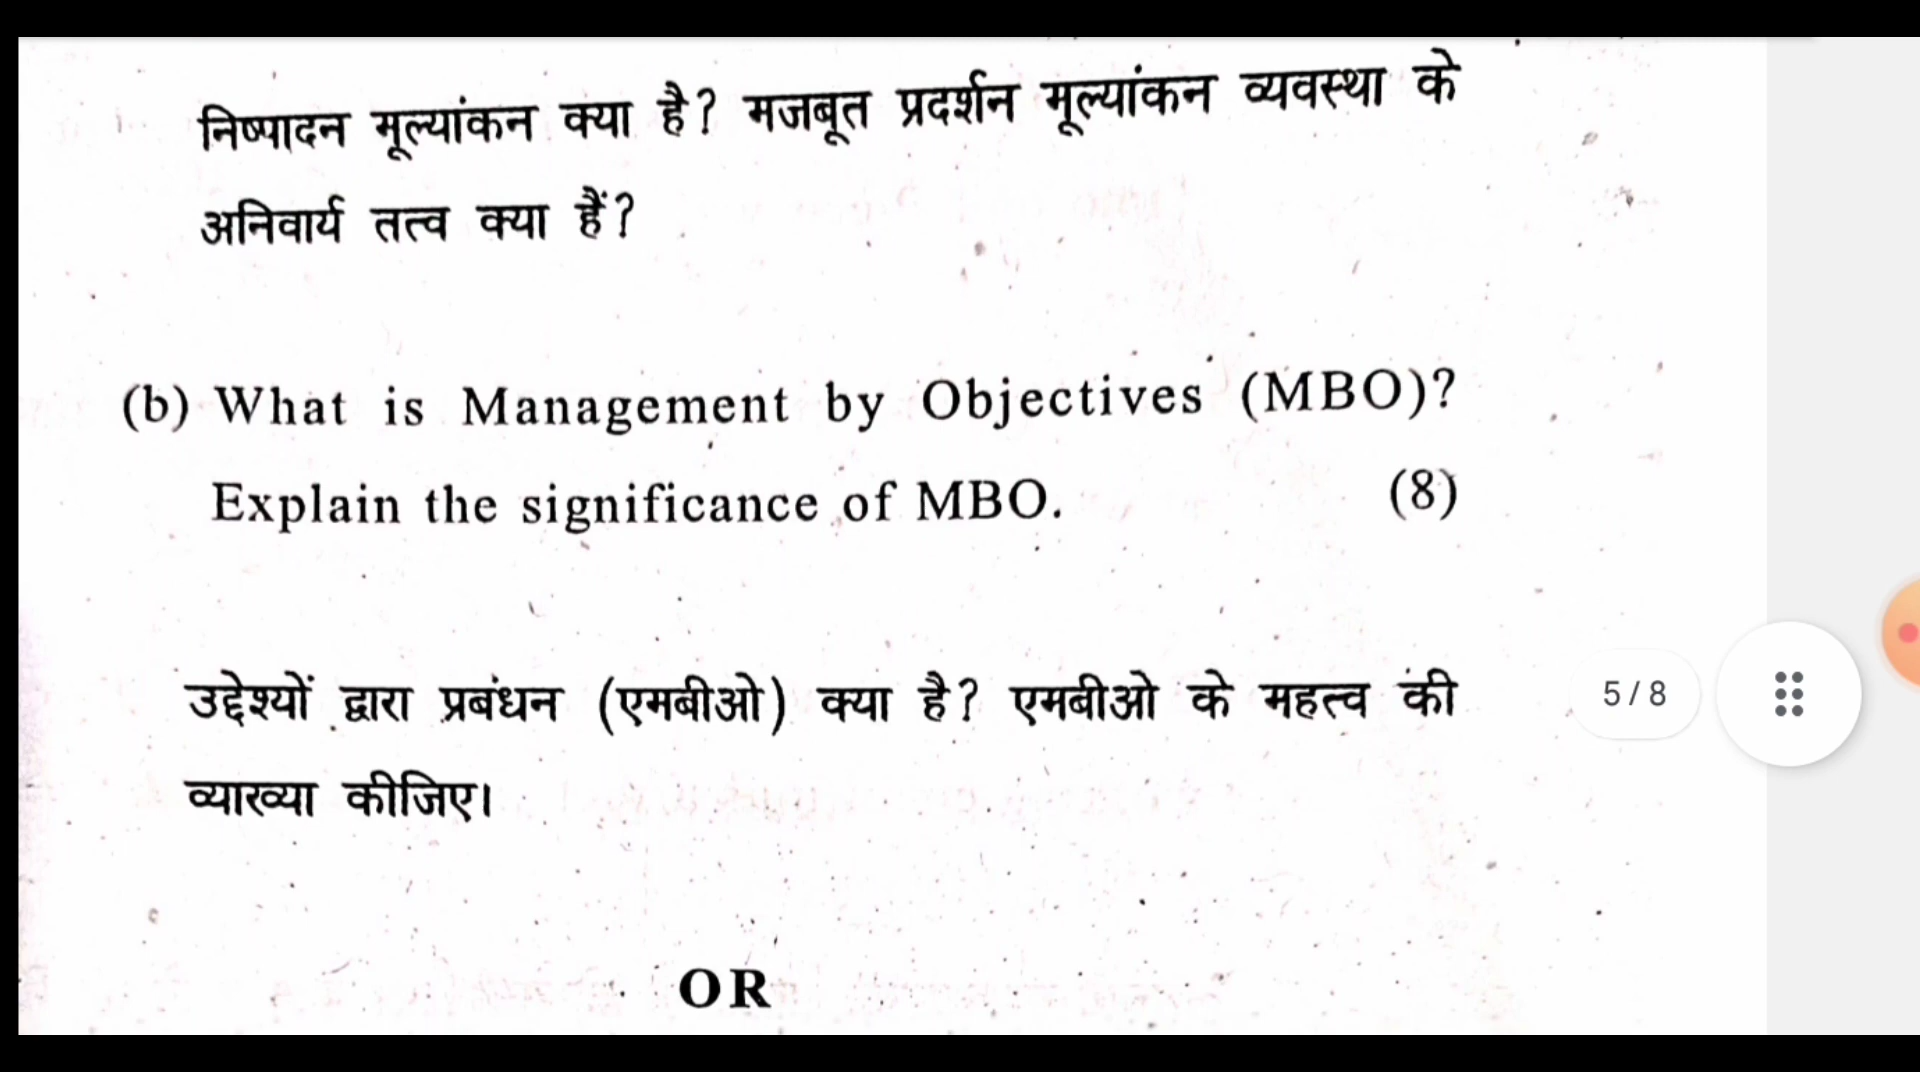 निष्पादन मूल्यांकन क्या है? मजबूत प्रदर्शन मूल्यांकन व्यवस्था के
अनिवार्य तत्व क्या हैं?
(b) What is Management by Objectives (MBO)?
Explain the significance of MBO. (8)
उद्देश्यों द्वारा प्रबंधन (एमबीओ) क्या है? एमबीओ के महत्व की
व्याख्या कीजिए।
5 / 8
OR